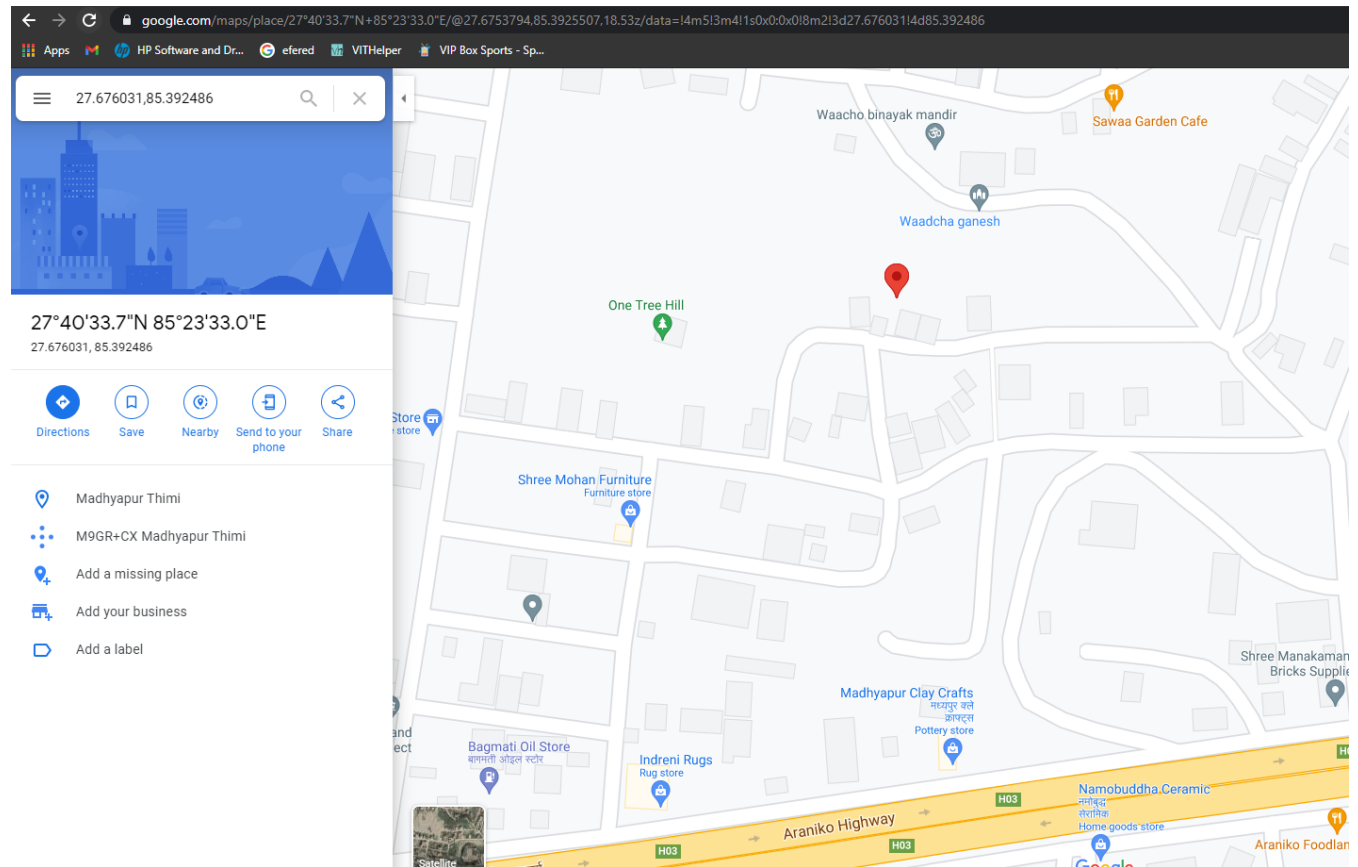 google.com/maps/place/27°40'33.7"N+85°23'33.0"E/@27.6753794,85.3925507,18.53z/data=!4m5!3m4!1s0x0:0x0!8m2!3d27.676031!4d85.392486
Apps
HP Software and Dr...
efered
VITHelper
VIP Box Sports - Sp...
27.676031,85.392486
27°40'33.7"N 85°23'33.0"E
27.676031, 85.392486
Directions
Save
Nearby
Send to your
phone
Share
Madhyapur Thimi
M9GR+CX Madhyapur Thimi
Add a missing place
Add your business
Add a label
Waacho binayak mandir
Sawaa Garden Cafe
Waadcha ganesh
One Tree Hill
Store
store
Shree Mohan Furniture
Furniture store
Shree Manakaman
Bricks Supplie
Madhyapur Clay Crafts
मध्यपुर क्ले
क्राफ्ट्स
Pottery store
and
ect
Bagmati Oil Store
बागमती ओइल स्टोर
Indreni Rugs
Rug store
Namobuddha Ceramic
नमोबुद्ध
सेरामिक
Home goods store
H03
Araniko Highway
H03
H03
Araniko Foodlan
Satellite
Google